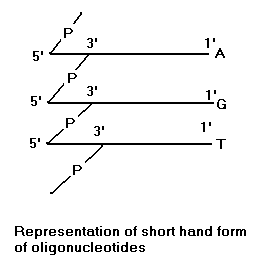 P
5' 3' 1' A
P
5' 3' 1' G
P
5' 3' 1' T
P
Representation of short hand form
of oligonucleotides